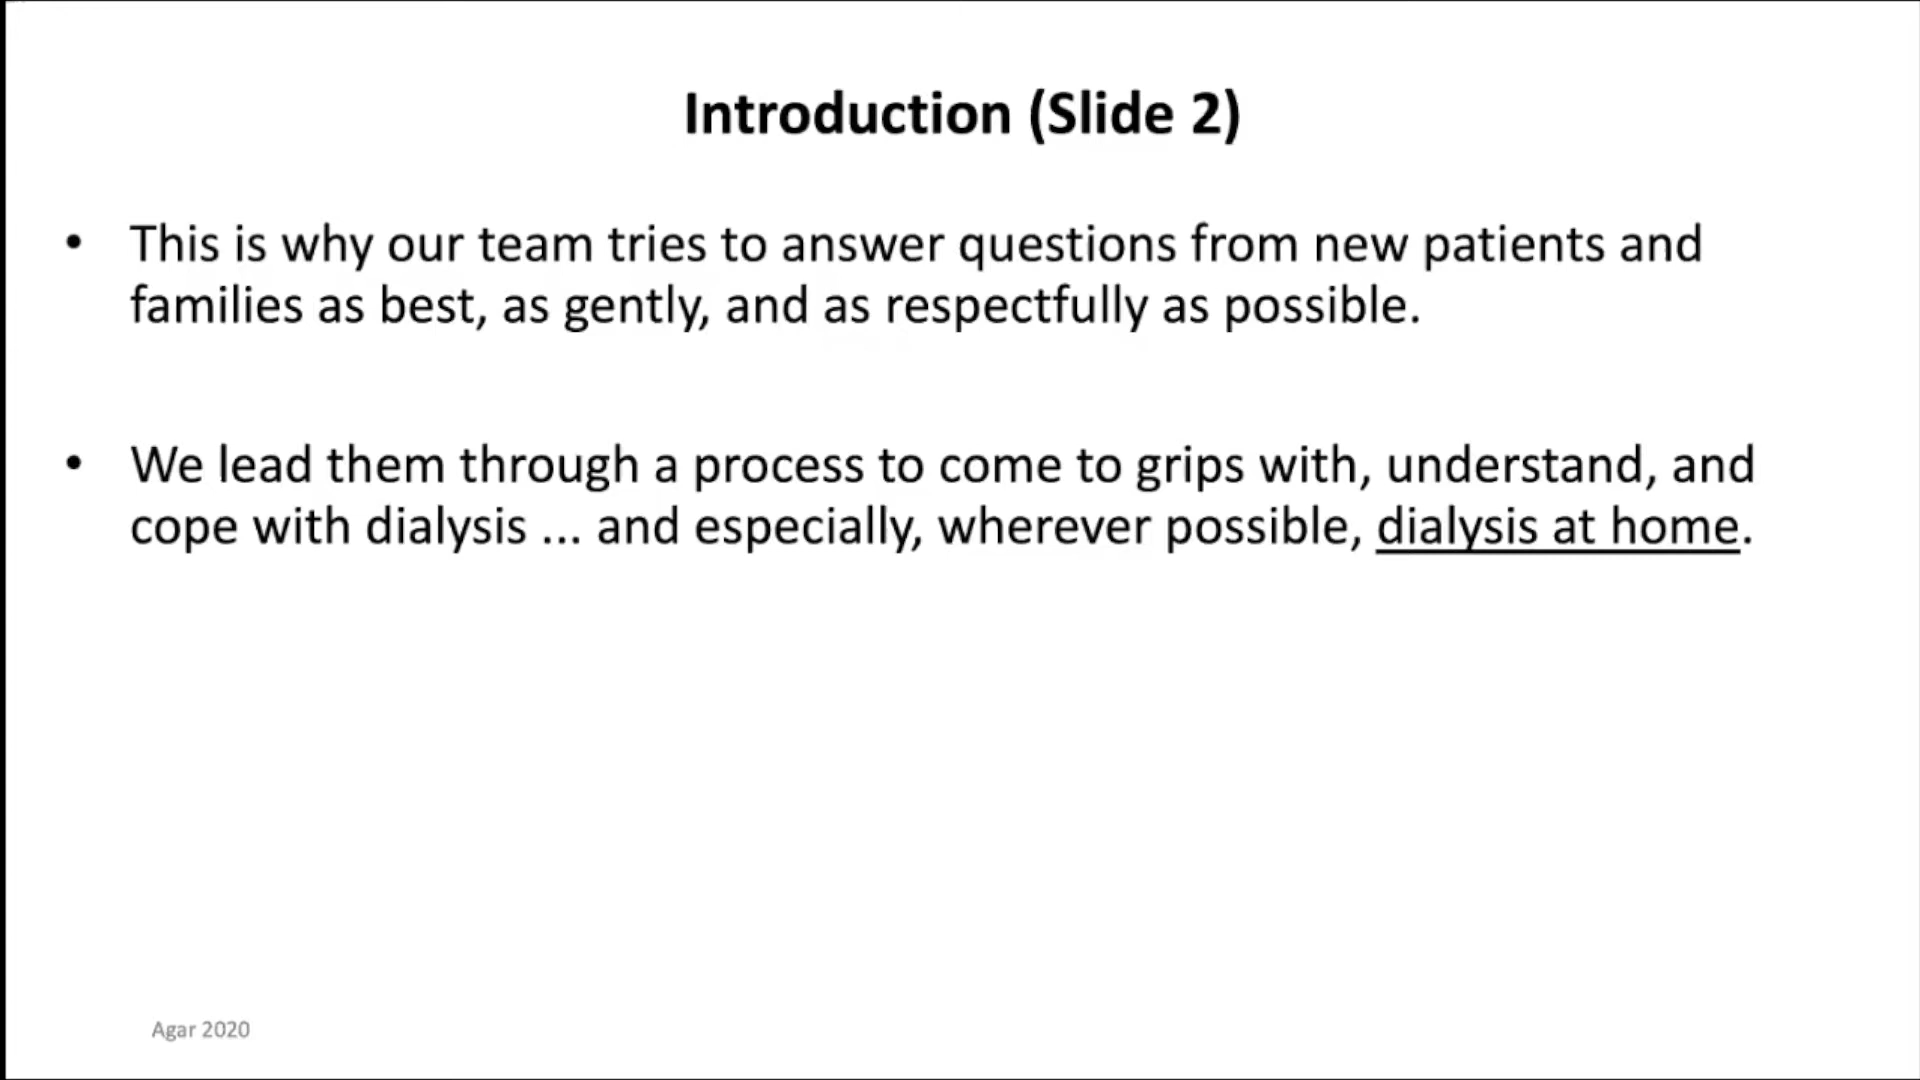 Introduction (Slide 2)
• This is why our team tries to answer questions from new patients and
families as best, as gently, and as respectfully as possible.
• We lead them through a process to come to grips with, understand, and
cope with dialysis ... and especially, wherever possible, dialysis at home.
Agar 2020